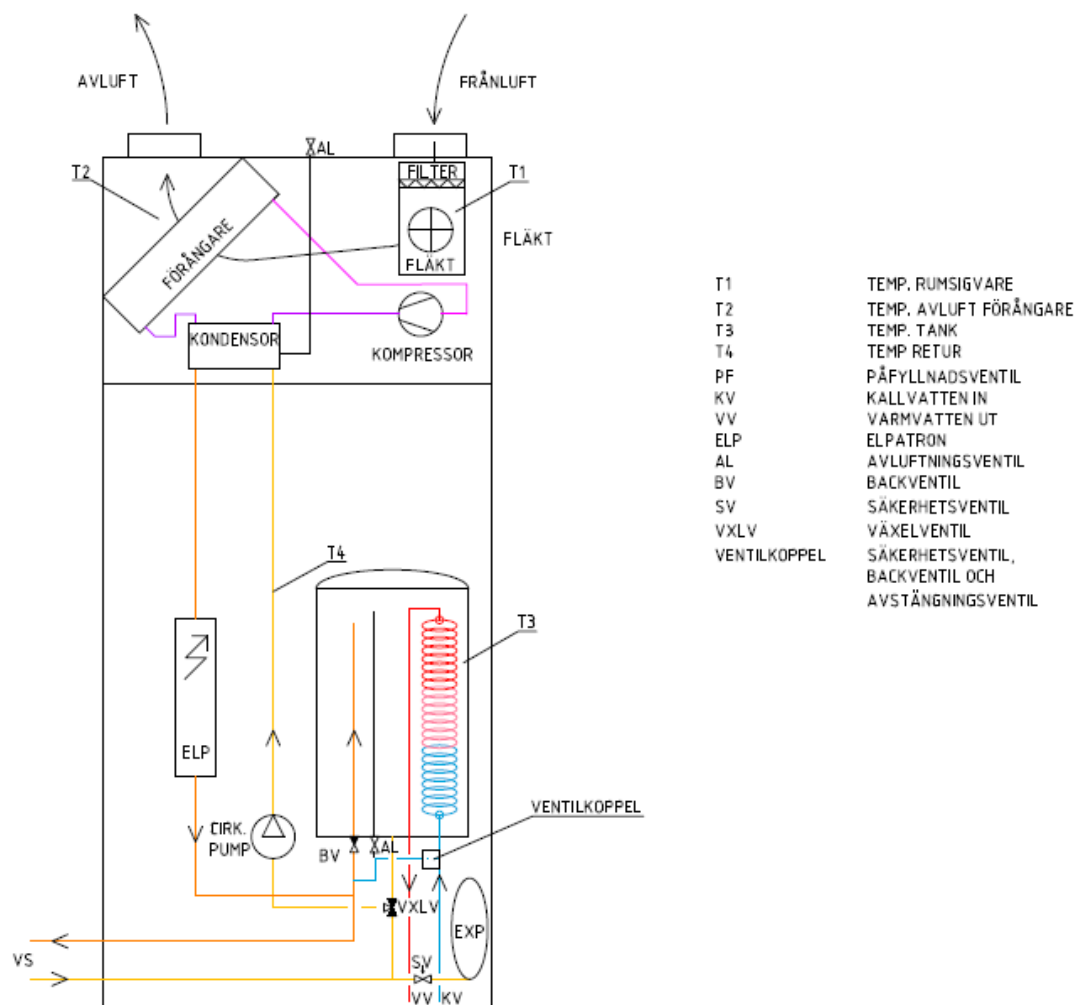 AVLUFT
FRÅNLUFT
AL
T2
FILTER
T1
FÖRÅNGARE
FLÄKT
FLÄKT
KONDENSOR
KOMPRESSOR
T1 TEMP. RUMSIGVARE
T2 TEMP. AVLUFT FÖRÅNGARE
T3 TEMP. TANK
T4 TEMP RETUR
PF PÅFYLLNADSVENTIL
KV KALLVATTEN IN
VV VARMVATTEN UT
ELP ELPATRON
AL AVLUFTNINGSVENTIL
BV BACKVENTIL
SV SÄKERHETSVENTIL
VXLV VÄXELVENTIL
VENTILKOPPEL SÄKERHETSVENTIL,
BACKVENTIL OCH
AVSTÄNGNINGSVENTIL
T4
T3
ELP
VENTILKOPPEL
CIRK.
PUMP
BV
AL
VXLV
EXP
VS
SV
VV KV